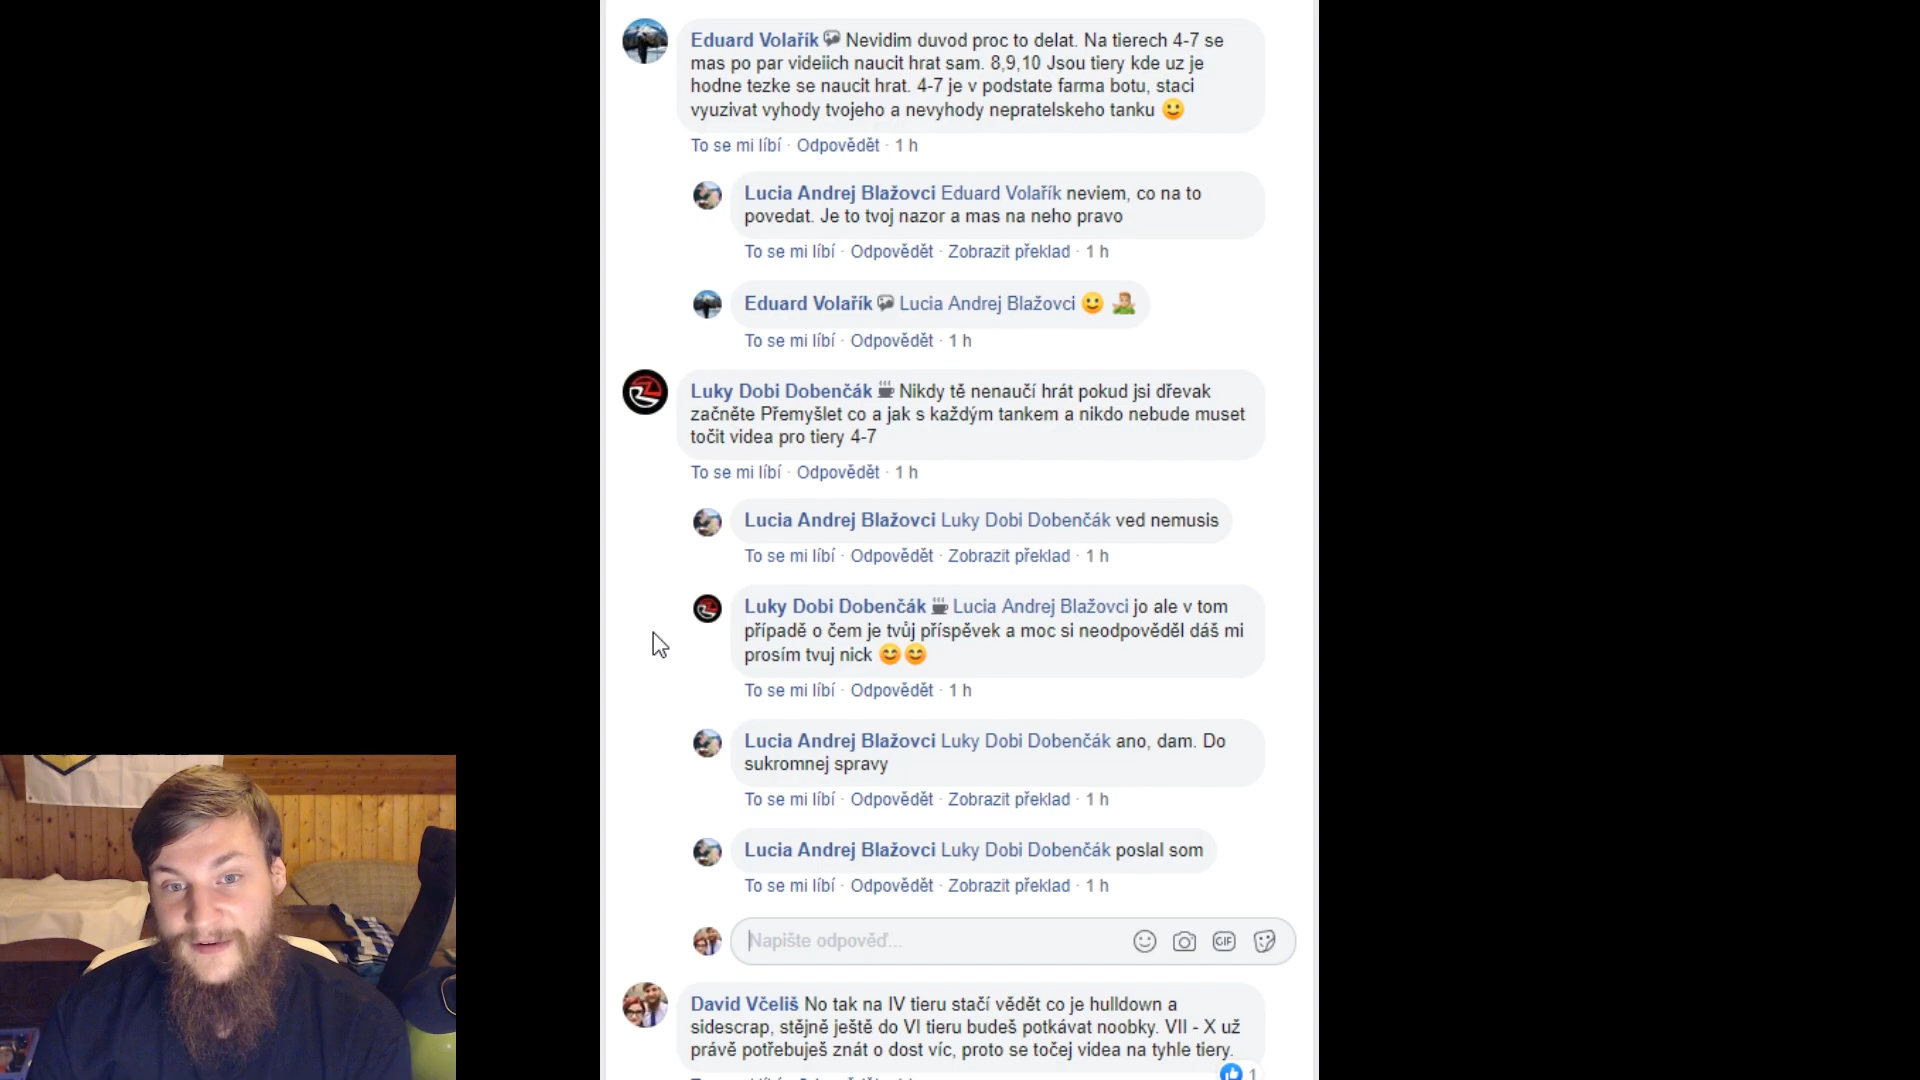 Eduard Volařík Nevidim duvod proc to delat. Na tierech 4-7 se
mas po par videiich naucit hrat sam. 8,9,10 Jsou tiery kde uz je
hodne tezke se naucit hrat. 4-7 je v podstate farma botu, staci
vyuzivat vyhody tvojeho a nevyhody nepratelskeho tanku 🙂
To se mi líbí · Odpovědět · 1 h
Lucia Andrej Blažovci Eduard Volařík neviem, co na to
povedat. Je to tvoj nazor a mas na neho pravo
To se mi líbí · Odpovědět · Zobrazit překlad · 1 h
Eduard Volařík Lucia Andrej Blažovci 🙂
To se mi líbí · Odpovědět · 1 h
Luky Dobi Dobenčák Nikdy tě nenaučí hrát pokud jsi dřevak
začněte Přemyšlet co a jak s každým tankem a nikdo nebude muset
točit videa pro tiery 4-7
To se mi líbí · Odpovědět · 1 h
Lucia Andrej Blažovci Luky Dobi Dobenčák ved nemusis
To se mi líbí · Odpovědět · Zobrazit překlad · 1 h
Luky Dobi Dobenčák Lucia Andrej Blažovci jo ale v tom
případě o čem je tvůj příspěvek a moc si neodpověděl dáš mi
prosím tvuj nick 😊😊
To se mi líbí · Odpovědět · 1 h
Lucia Andrej Blažovci Luky Dobi Dobenčák ano, dam. Do
sukromnej spravy
To se mi líbí · Odpovědět · Zobrazit překlad · 1 h
Lucia Andrej Blažovci Luky Dobi Dobenčák poslal som
To se mi líbí · Odpovědět · Zobrazit překlad · 1 h
Napište odpověď...
GIF
David Včeliš No tak na IV tieru stačí vědět co je hulldown a
sidescrap, stějně ještě do VI tieru budeš potkávat noobky. VII - X už
právě potřebuješ znát o dost víc, proto se točej videa na tyhle tiery.
1